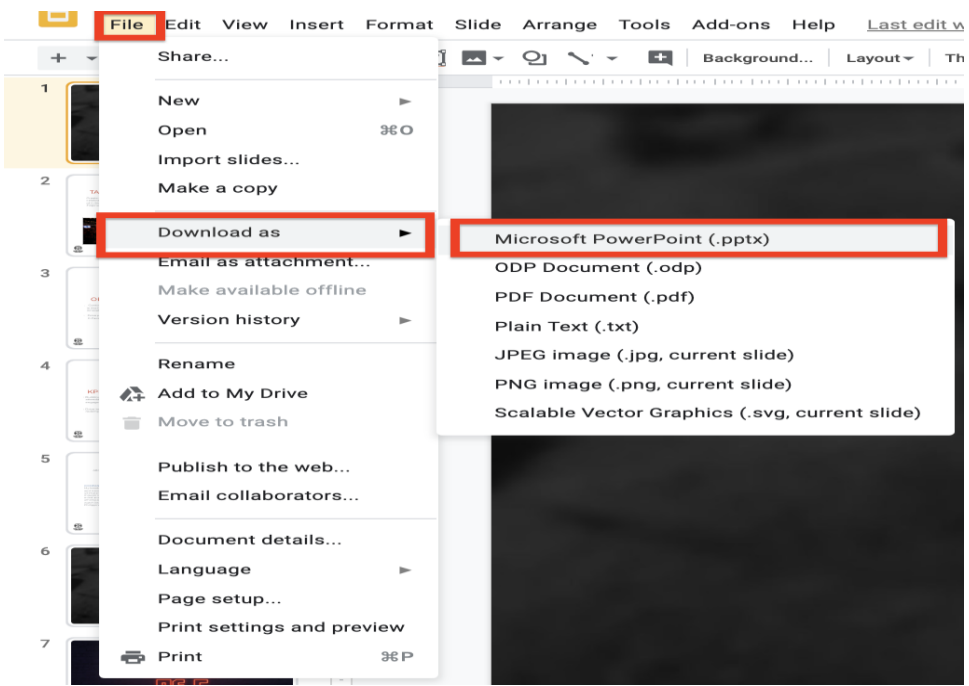 File Edit View Insert Format Slide Arrange Tools Add-ons Help Last edit
Background... Layout
Share...
New
Open ⌘O
Import slides...
Make a copy
Download as
Email as attachment...
Make available offline
Version history
Rename
Add to My Drive
Move to trash
Publish to the web...
Email collaborators...
Document details...
Language
Page setup...
Print settings and preview
Print ⌘P
Microsoft PowerPoint (.pptx)
ODP Document (.odp)
PDF Document (.pdf)
Plain Text (.txt)
JPEG image (.jpg, current slide)
PNG image (.png, current slide)
Scalable Vector Graphics (.svg, current slide)
1
2
3
4
5
6
7